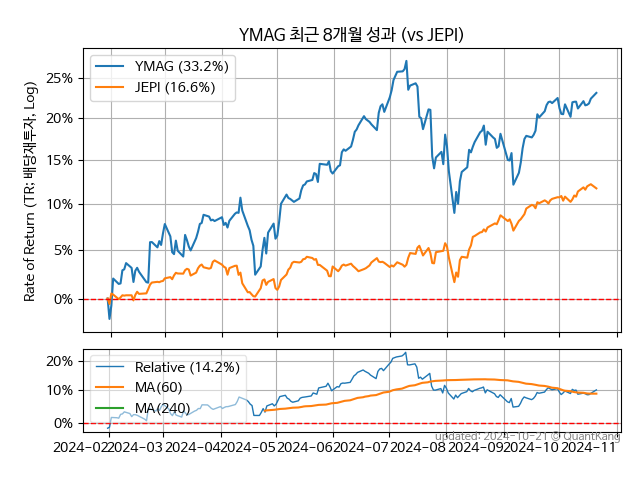 YMAG 최근 8개월 성과 (vs JEPI)
YMAG (33.2%)
JEPI (16.6%)
25%
20%
15%
10%
5%
0%
Rate of Return (TR: 배당재투자, Log)
Relative (14.2%)
MA(60)
MA(240)
20%
10%
0%
2024-02 2024-03 2024-04 2024-05 2024-06 2024-07 2024-08 2024-09 2024-10 2024-11
updated: 2024-10-21 © QuantKang